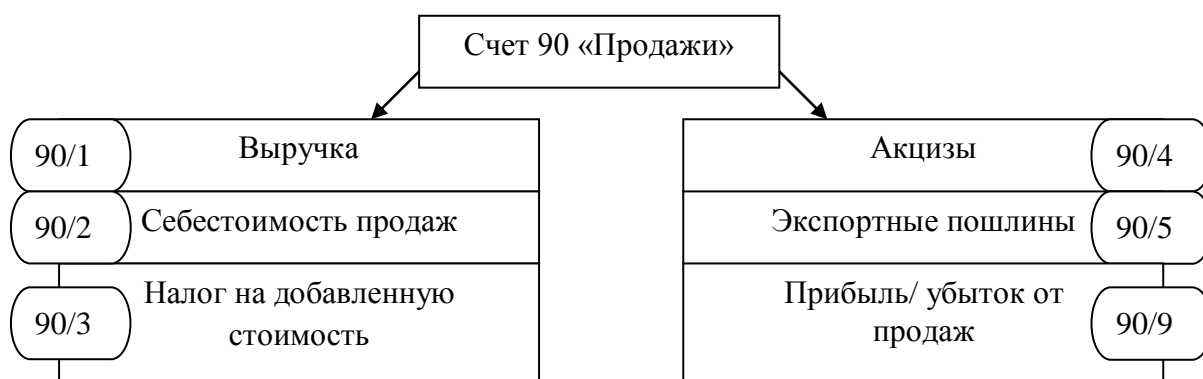 Счет 90 «Продажи»
90/1
Выручка
90/2
Себестоимость продаж
90/3
Налог на добавленную
стоимость
Акцизы
90/4
Экспортные пошлины
90/5
Прибыль/ убыток от
продаж
90/9